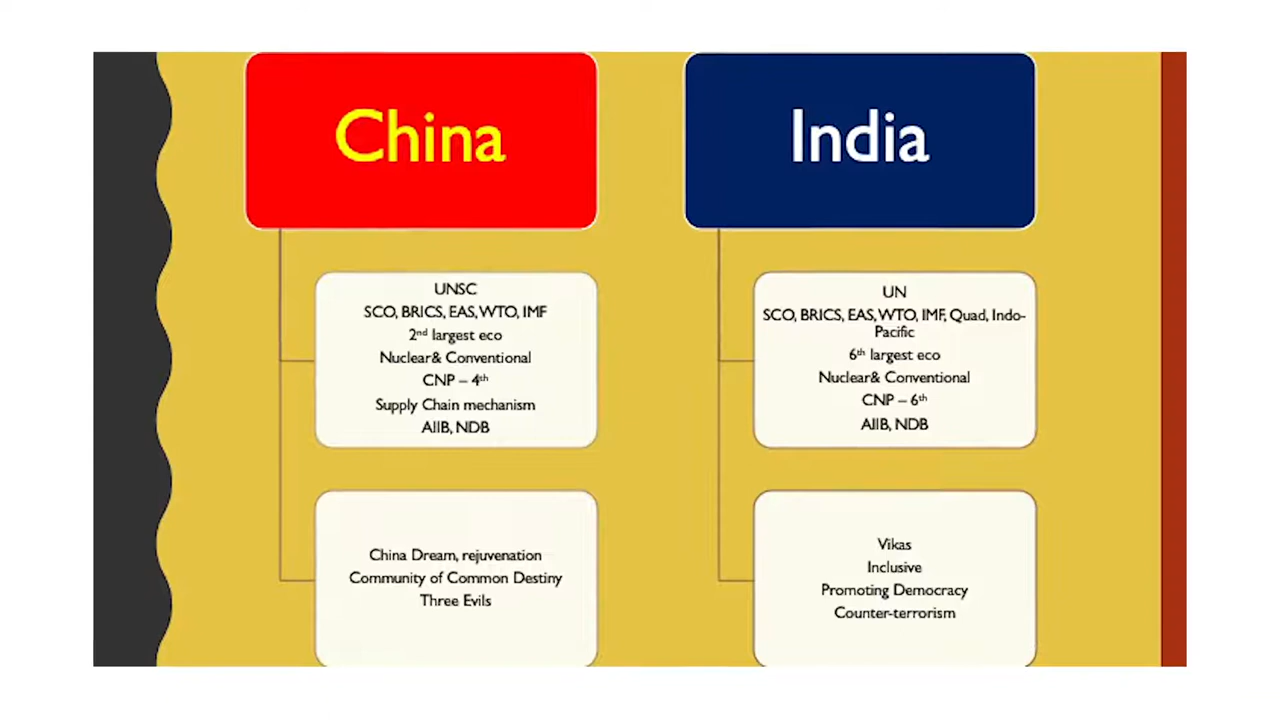 China
UNSC
SCO, BRICS, EAS, WTO, IMF
2nd largest eco
Nuclear& Conventional
CNP – 4th
Supply Chain mechanism
AIIB, NDB
China Dream, rejuvenation
Community of Common Destiny
Three Evils
India
UN
SCO, BRICS, EAS, WTO, IMF, Quad, Indo-
Pacific
6th largest eco
Nuclear& Conventional
CNP – 6th
AIIB, NDB
Vikas
Inclusive
Promoting Democracy
Counter-terrorism